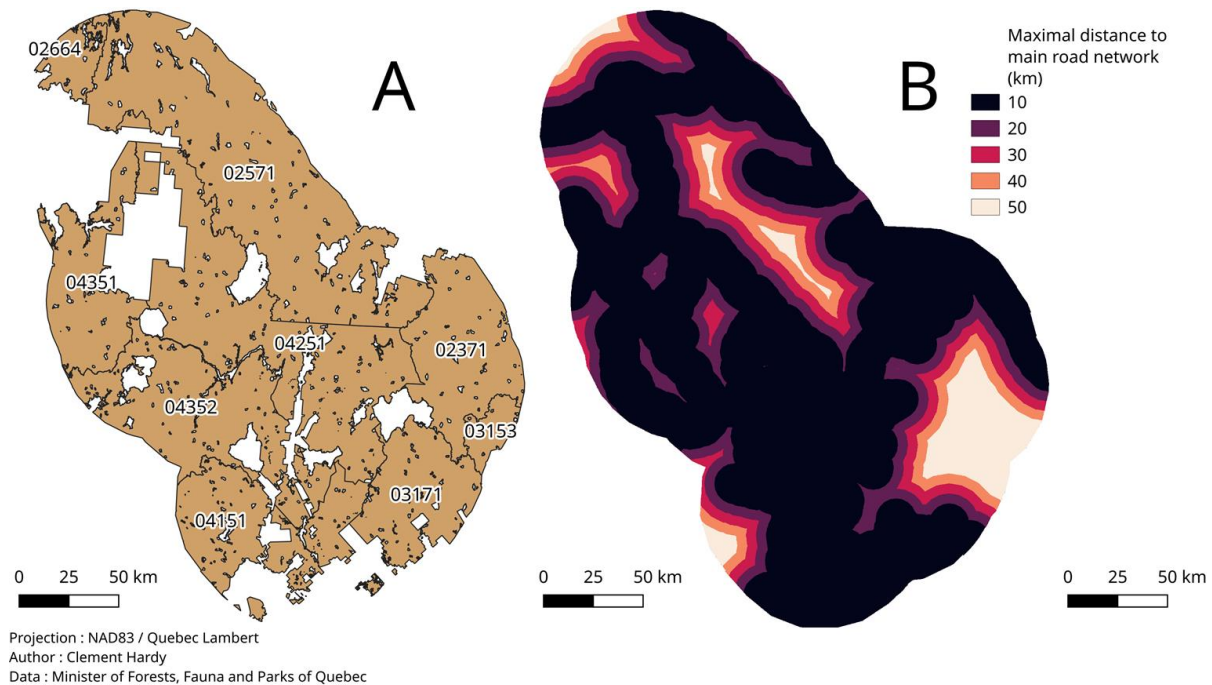 A
02664
02571
04351
04251
02371
04352
03153
03171
04151
0 25 50 km
Projection : NAD83 / Quebec Lambert
Author : Clement Hardy
Data : Minister of Forests, Fauna and Parks of Quebec
B
Maximal distance to
main road network
(km)
10
20
30
40
50
0 25 50 km
0 25 50 km